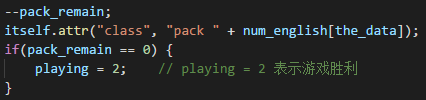 --pack_remain;
itself.attr("class", "pack " + num_english[the_data]);
if(pack_remain == 0) {
    playing = 2;    // playing = 2 表示游戏胜利
}